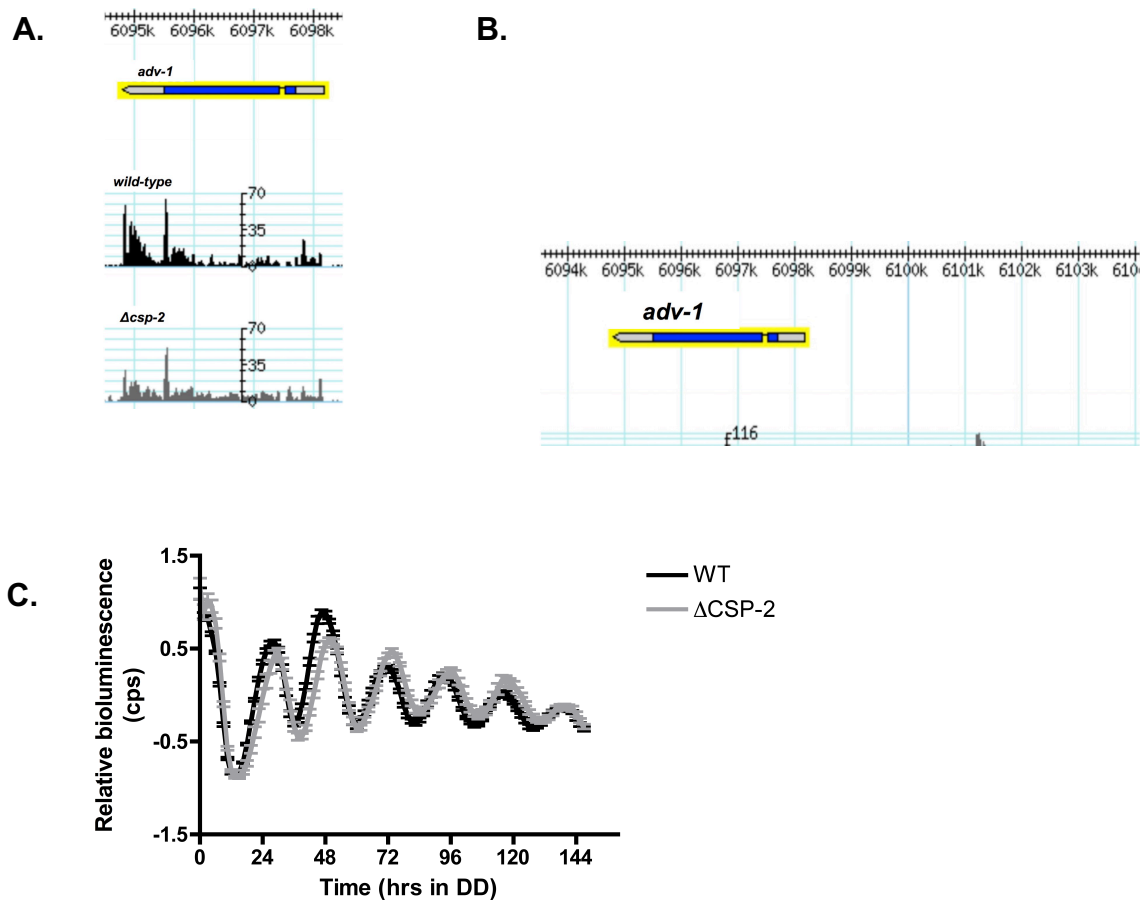 A.
6095k 6096k 6097k 6098k
adv-1
wild-type
70
35
0
Δcsp-2
70
35
0
B.
6094k 6095k 6096k 6097k 6098k 6099k 6100k 6101k 6102k 6103k 610
adv-1
116
C.
Relative bioluminescence
(cps)
1.5
0.5
-0.5
-1.5
0 24 48 72 96 120 144
Time (hrs in DD)
WT
ΔCSP-2